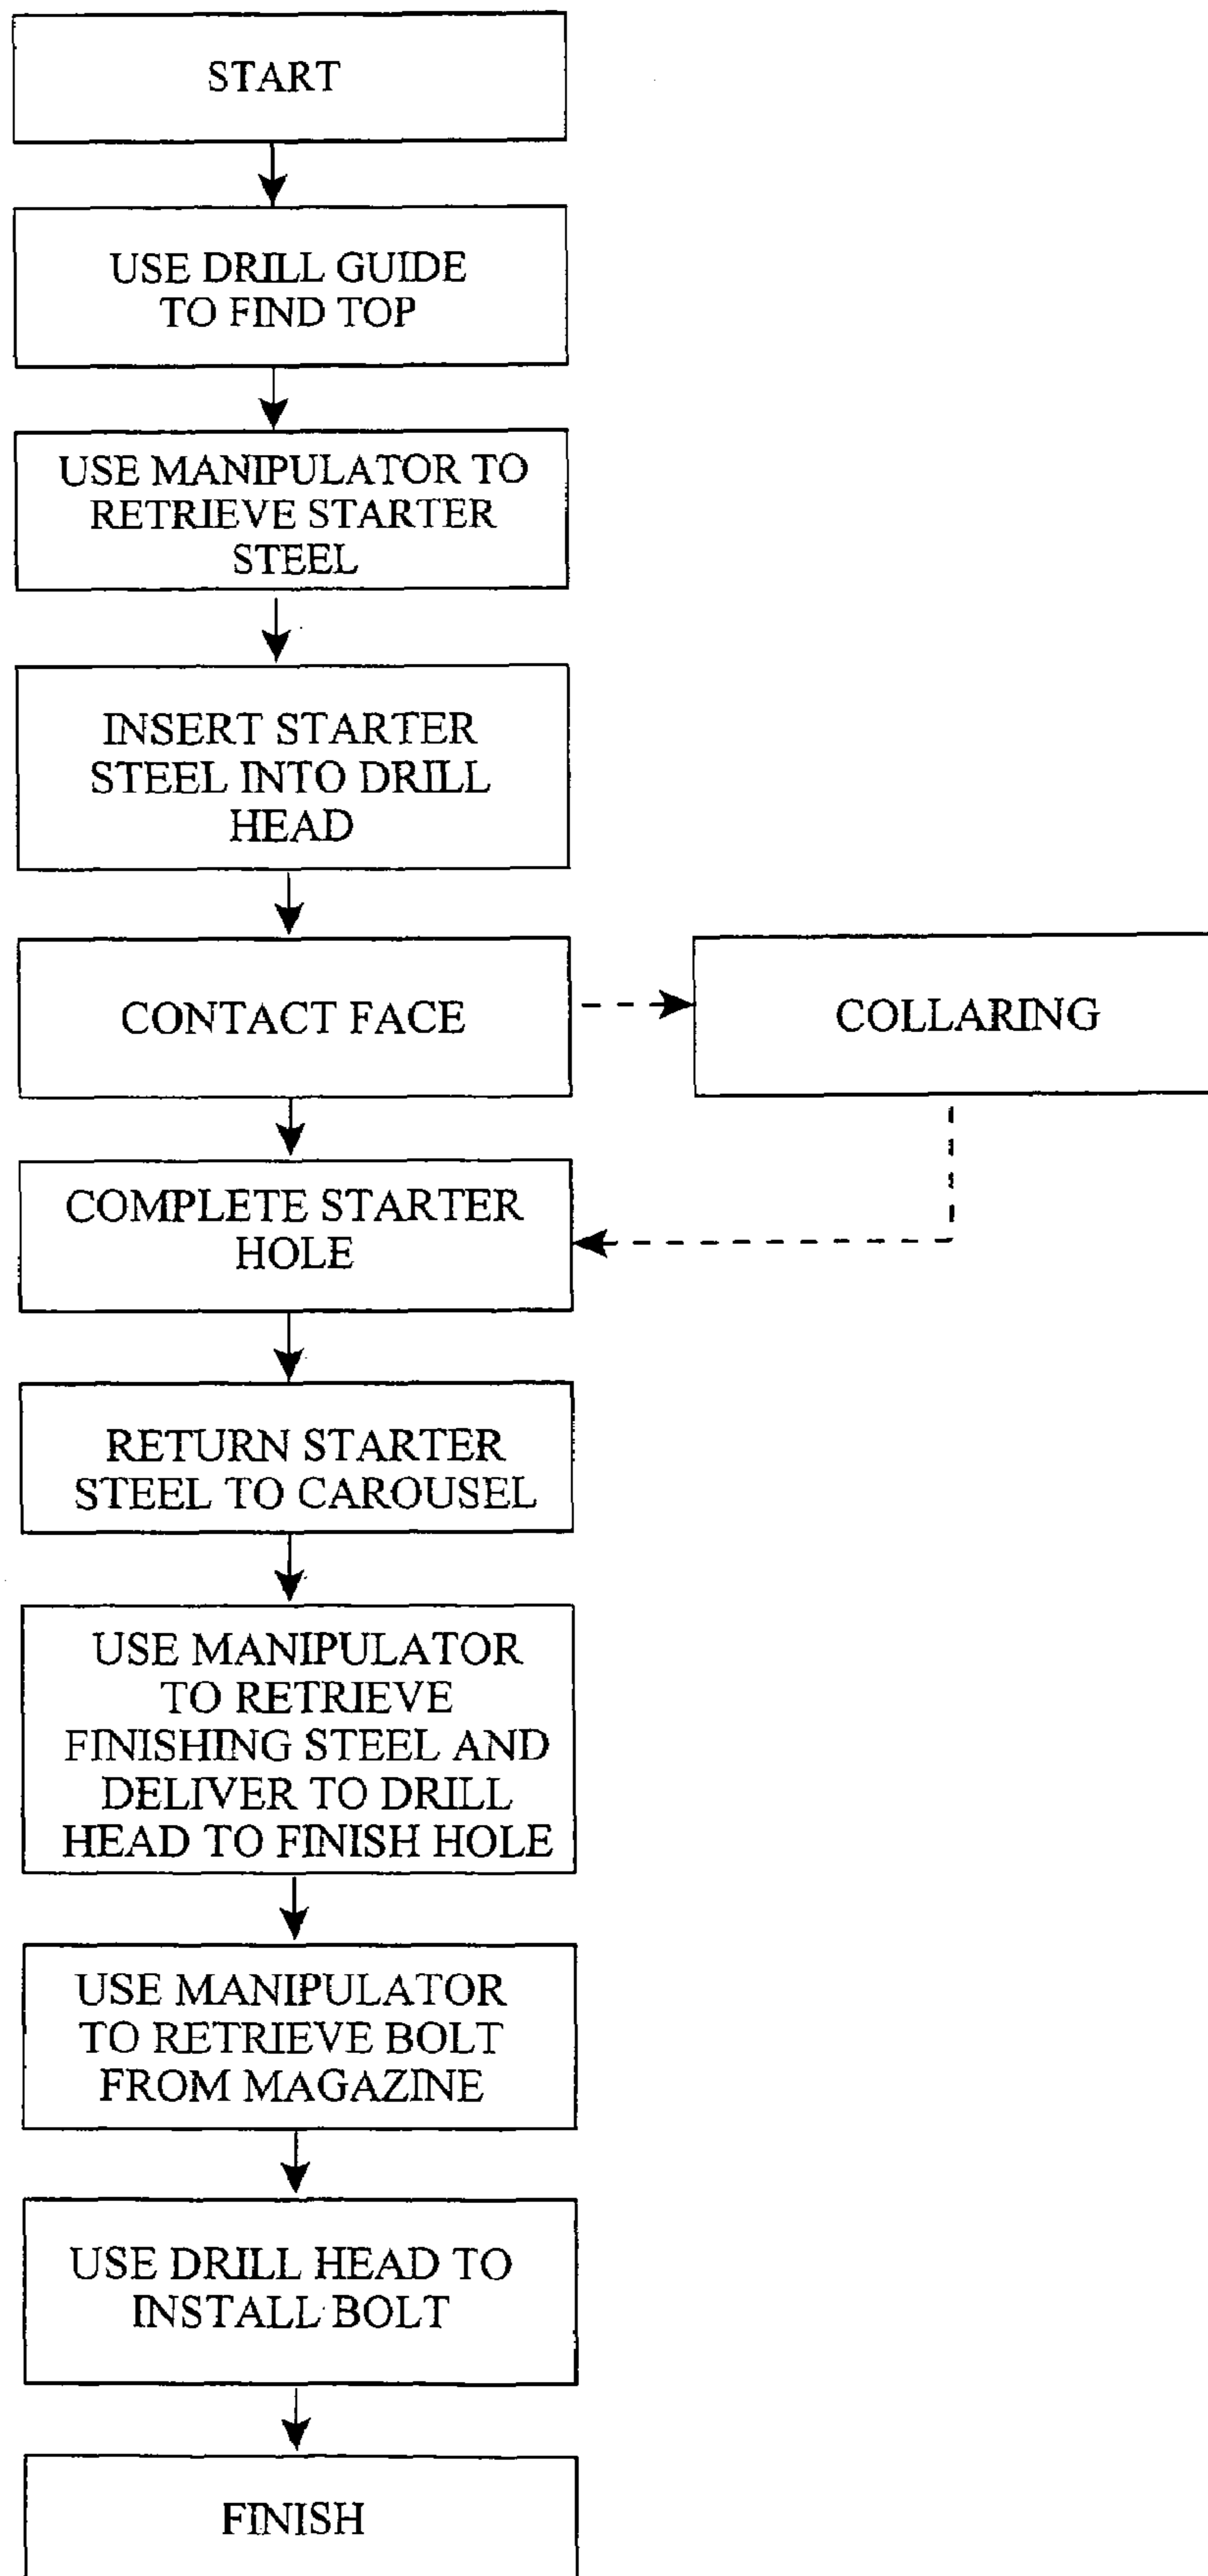 START
USE DRILL GUIDE
TO FIND TOP
USE MANIPULATOR TO
RETRIEVE STARTER
STEEL
INSERT STARTER
STEEL INTO DRILL
HEAD
CONTACT FACE
COLLARING
COMPLETE STARTER
HOLE
RETURN STARTER
STEEL TO CAROUSEL
USE MANIPULATOR
TO RETRIEVE
FINISHING STEEL AND
DELIVER TO DRILL
HEAD TO FINISH HOLE
USE MANIPULATOR
TO RETRIEVE BOLT
FROM MAGAZINE
USE DRILL HEAD TO
INSTALL BOLT
FINISH